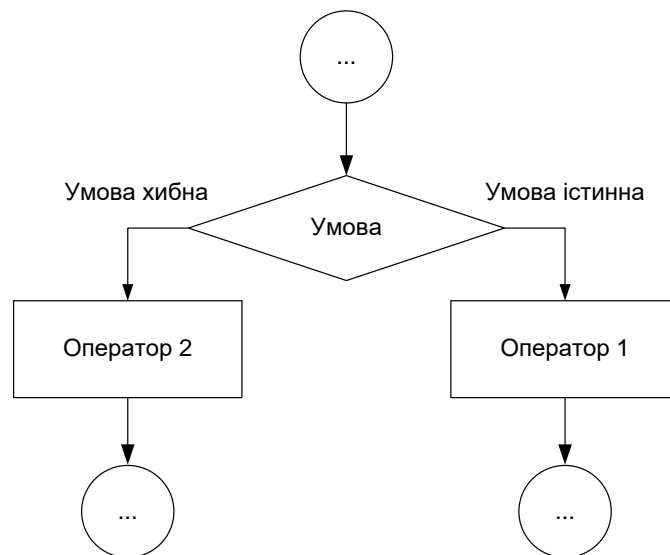 ...
Умова хибна
Умова істинна
Умова
Оператор 2
Оператор 1
...
...